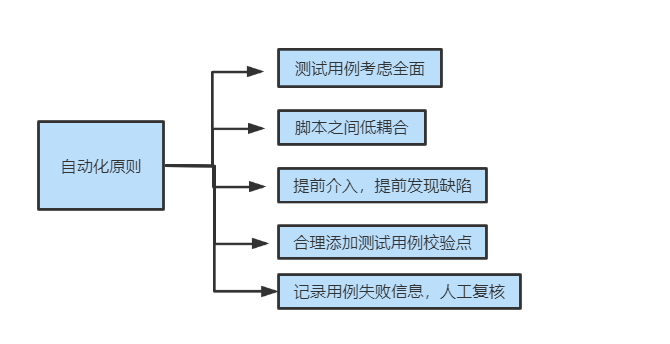 自动化原则
测试用例考虑全面
脚本之间低耦合
提前介入，提前发现缺陷
合理添加测试用例校验点
记录用例失败信息，人工复核